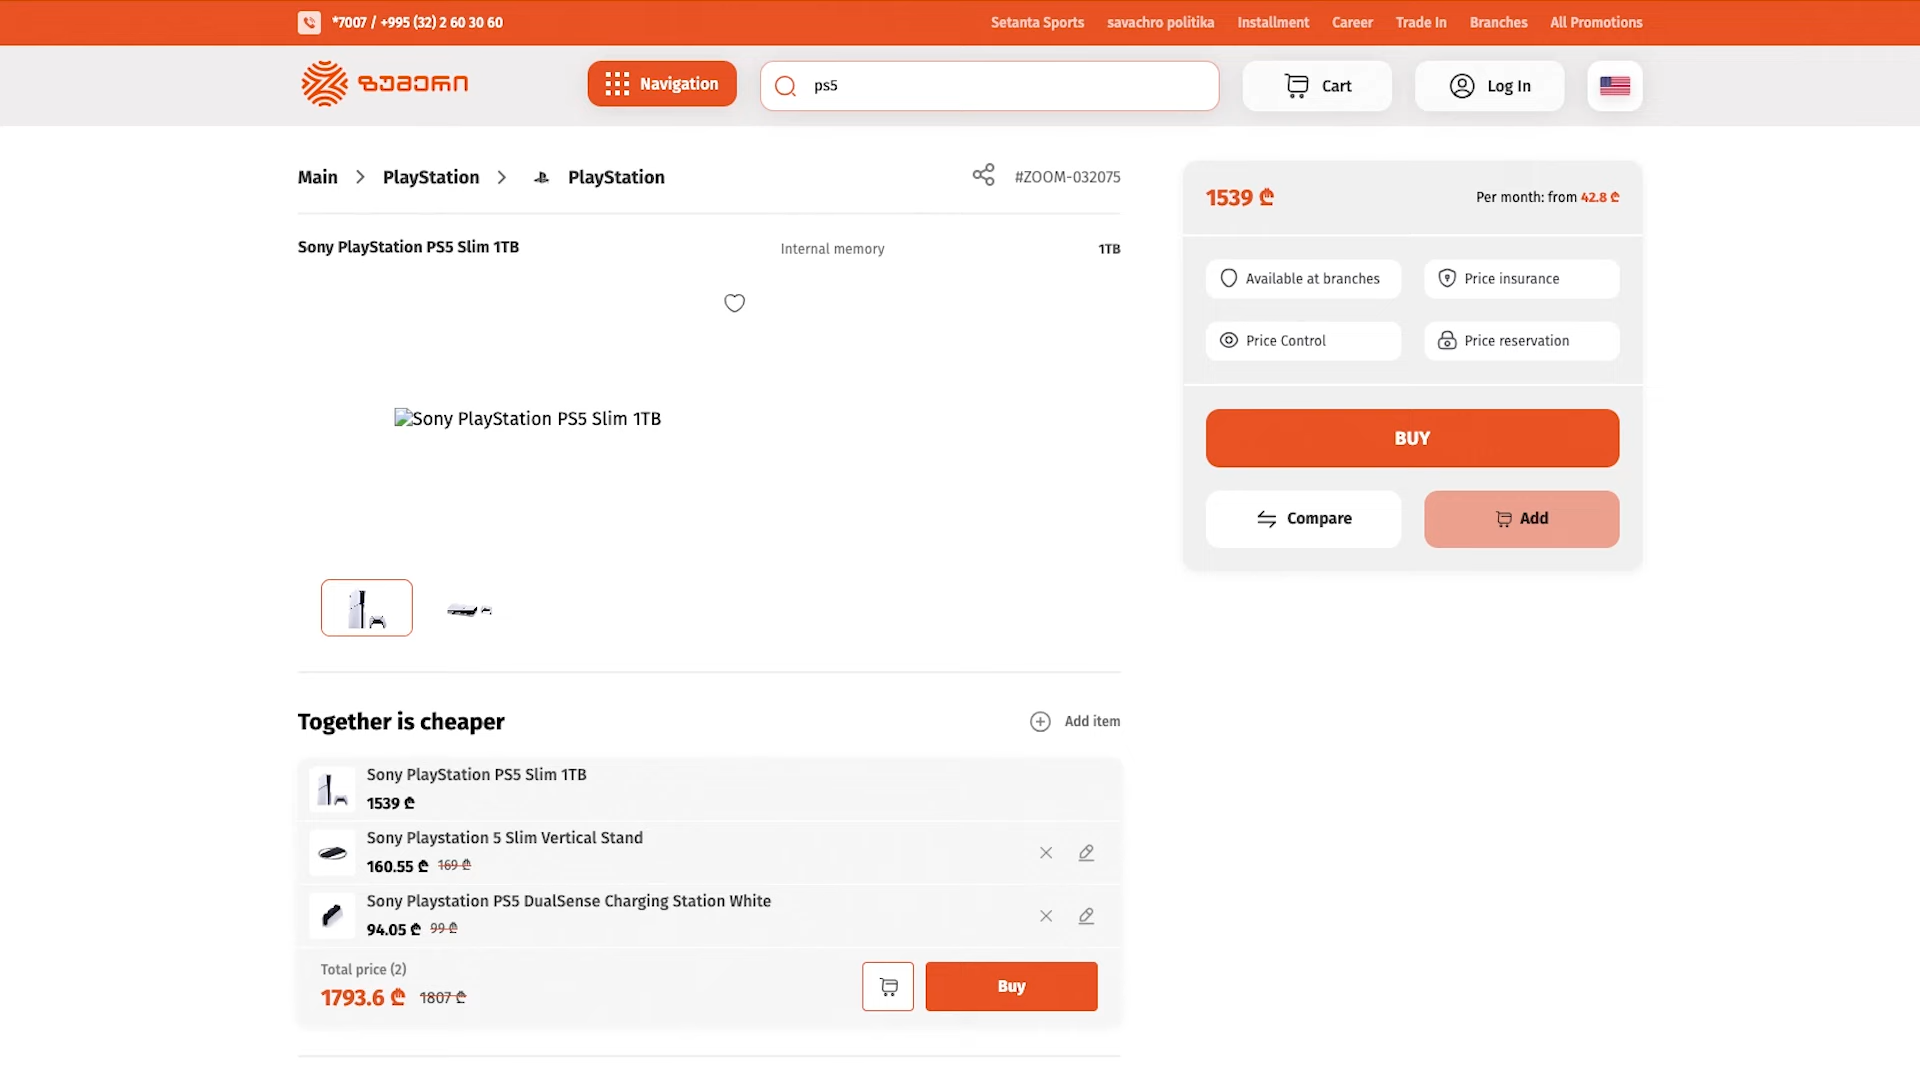 *7007 / +995 (32) 2 60 30 60
Setanta Sports savachro politika Installment Career Trade In Branches All Promotions
ზუმერი
Navigation
ps5
Cart
Log In
Main > PlayStation > PlayStation
#ZOOM-032075
Sony PlayStation PS5 Slim 1TB
Internal memory 1TB
Sony PlayStation PS5 Slim 1TB
1539 ₾
Per month: from 42.8 ₾
Available at branches
Price insurance
Price Control
Price reservation
BUY
Compare
Add
Together is cheaper
Add item
Sony PlayStation PS5 Slim 1TB
1539 ₾
Sony Playstation 5 Slim Vertical Stand
160.55 ₾ 169 ₾
Sony Playstation PS5 DualSense Charging Station White
94.05 ₾ 99 ₾
Total price (2)
1793.6 ₾ 1807 ₾
Buy